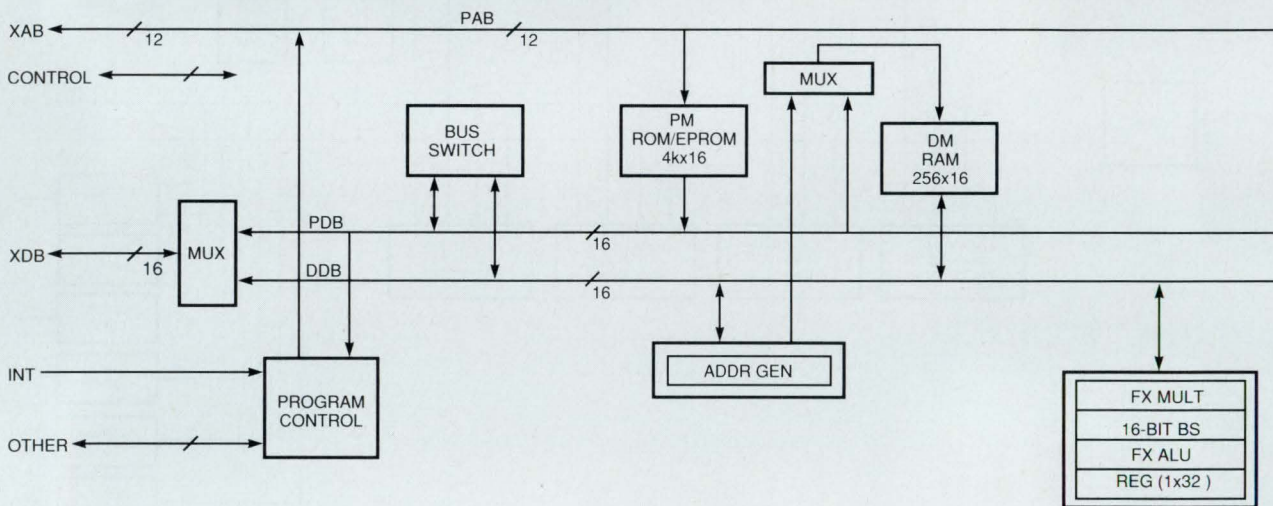 PAB
XAB
12
12
CONTROL
MUX
BUS
SWITCH
PM
ROM/EPROM
4kx16
DM
RAM
256x16
PDB
16
MUX
XDB
16
DDB
16
INT
PROGRAM
CONTROL
ADDR GEN
OTHER
FX MULT
16-BIT BS
FX ALU
REG (1x32 )